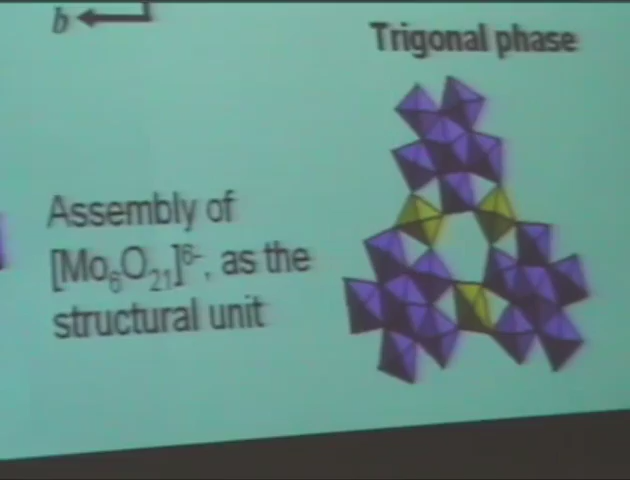 b
Trigonal phase
Assembly of
[Mo₆O₂₁]⁶⁻, as the
structural unit